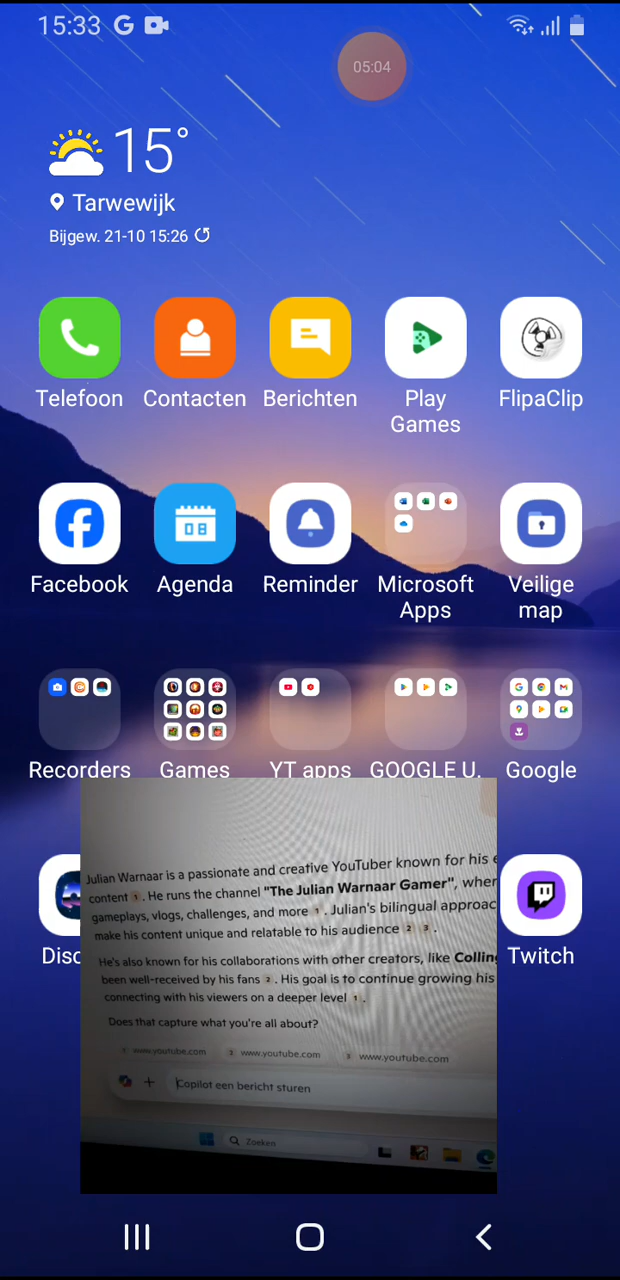 15:33
05:04
15°
Tarwewijk
Bijgew. 21-10 15:26
Telefoon Contacten Berichten Play Games FlipaClip
Facebook Agenda Reminder Microsoft Apps Veilige map
Recorders Games YT apps GOOGLE U. Google
Disc Twitch
Julian Warnaar is a passionate and creative YouTuber known for his e
content 1. He runs the channel "The Julian Warnaar Gamer", wher
gameplays, vlogs, challenges, and more 1. Julian's bilingual approac
make his content unique and relatable to his audience 2 3.
He's also known for his collaborations with other creators, like Colling
been well-received by his fans 2. His goal is to continue growing his
connecting with his viewers on a deeper level 1.
Does that capture what you're all about?
1 www.youtube.com 2 www.youtube.com 3 www.youtube.com
Copilot een bericht sturen
Zoeken